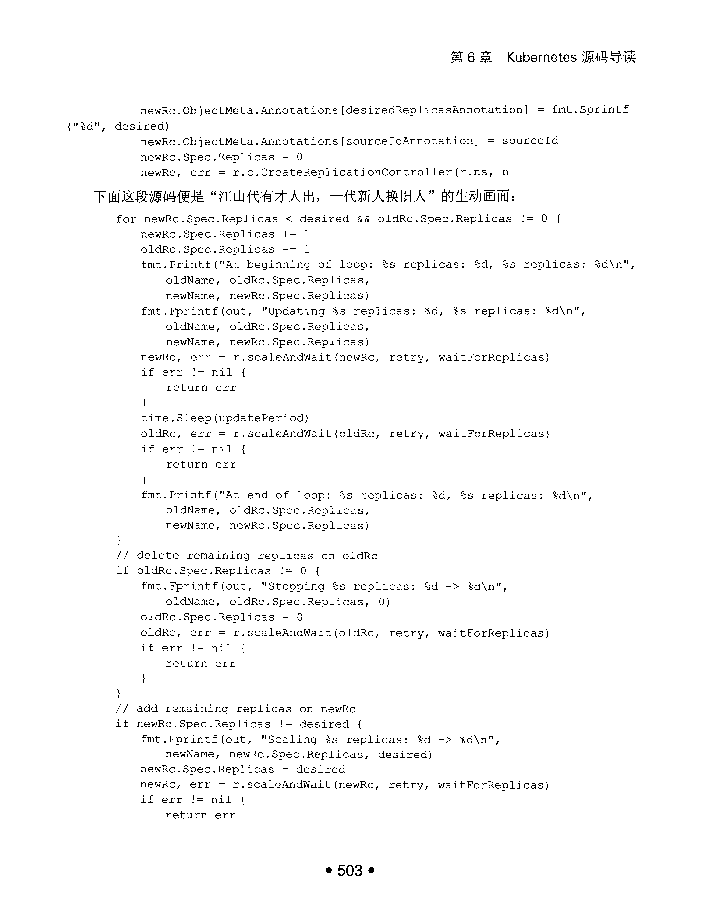 第 6 章 Kubernetes 源码导读
newRc.ObjectMeta.Annotations[desiredReplicasAnnotation] = fmt.Sprintf
("%d", desired)
newRc.ObjectMeta.Annotations[sourceIdAnnotation] = sourceId
newRc.Spec.Replicas = 0
newRc, err = r.c.CreateReplicationController(r.ns, n
下面这段源码便是“江山代有才人出，一代新人换旧人”的生动画面：
for newRc.Spec.Replicas < desired && oldRc.Spec.Replicas != 0 {
newRc.Spec.Replicas += 1
oldRc.Spec.Replicas -= 1
fmt.Printf("At beginning of loop: %s replicas: %d, %s replicas: %d\n",
oldName, oldRc.Spec.Replicas,
newName, newRc.Spec.Replicas)
fmt.Fprintf(out, "Updating %s replicas: %d, %s replicas: %d\n",
oldName, oldRc.Spec.Replicas,
newName, newRc.Spec.Replicas)
newRc, err = r.scaleAndWait(newRc, retry, waitForReplicas)
if err != nil {
return err
}
time.Sleep(updatePeriod)
oldRc, err = r.scaleAndWait(oldRc, retry, waitForReplicas)
if err != nil {
return err
}
fmt.Printf("At end of loop: %s replicas: %d, %s replicas: %d\n",
oldName, oldRc.Spec.Replicas,
newName, newRc.Spec.Replicas)
}
// delete remaining replicas on oldRc
if oldRc.Spec.Replicas != 0 {
fmt.Fprintf(out, "Stopping %s replicas: %d -> %d\n",
oldName, oldRc.Spec.Replicas, 0)
oldRc.Spec.Replicas = 0
oldRc, err = r.scaleAndWait(oldRc, retry, waitForReplicas)
if err != nil {
return err
}
}
// add remaining replicas on newRc
if newRc.Spec.Replicas != desired {
fmt.Fprintf(out, "Scaling %s replicas: %d -> %d\n",
newName, newRc.Spec.Replicas, desired)
newRc.Spec.Replicas = desired
newRc, err = r.scaleAndWait(newRc, retry, waitForReplicas)
if err != nil {
return err
• 503 •